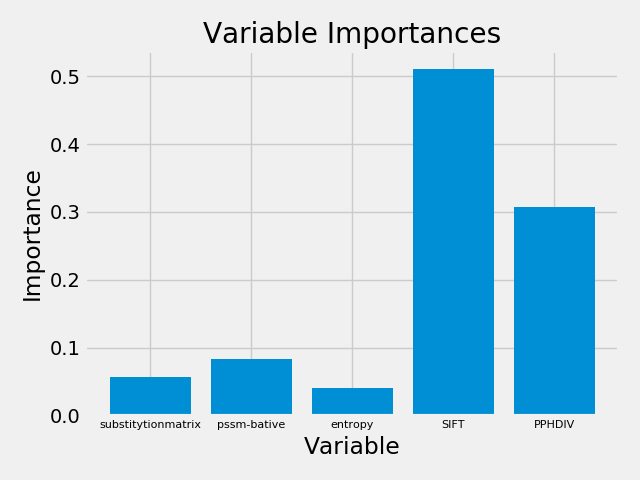 Variable Importances
Importance
0.5
0.4
0.3
0.2
0.1
0.0
substitytionmatrix pssm-bative entropy SIFT PPHDIV
Variable